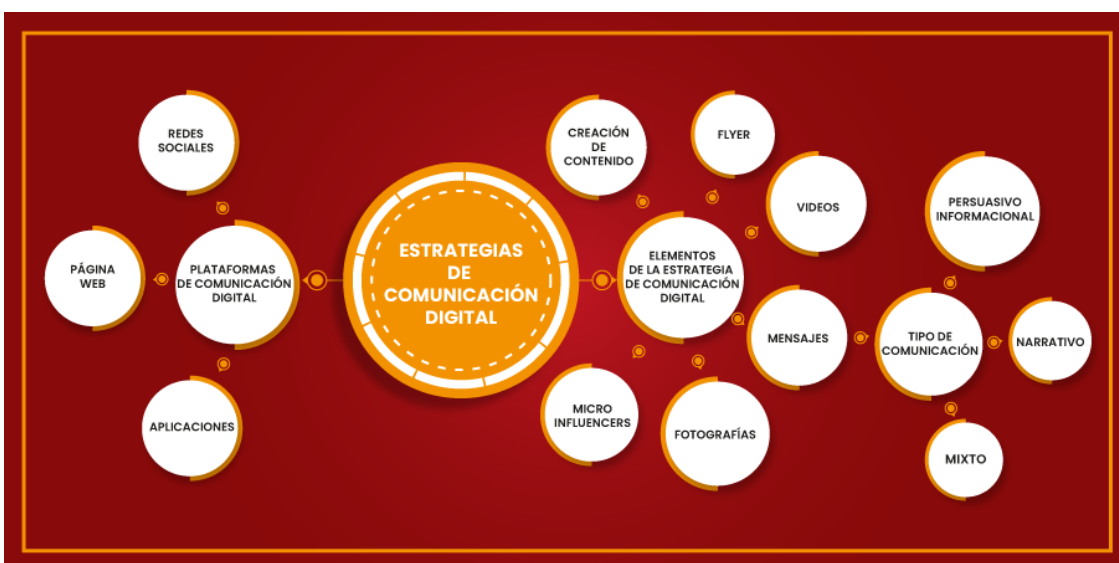 REDES
SOCIALES
PÁGINA
WEB
PLATAFORMAS
DE COMUNICACIÓN
DIGITAL
APLICACIONES
ESTRATEGIAS
DE
COMUNICACIÓN
DIGITAL
CREACIÓN
DE
CONTENIDO
FLYER
VIDEOS
ELEMENTOS
DE LA ESTRATEGIA
DE COMUNICACIÓN
DIGITAL
MENSAJES
MICRO
INFLUENCERS
FOTOGRAFÍAS
TIPO DE
COMUNICACIÓN
PERSUASIVO
INFORMACIONAL
NARRATIVO
MIXTO